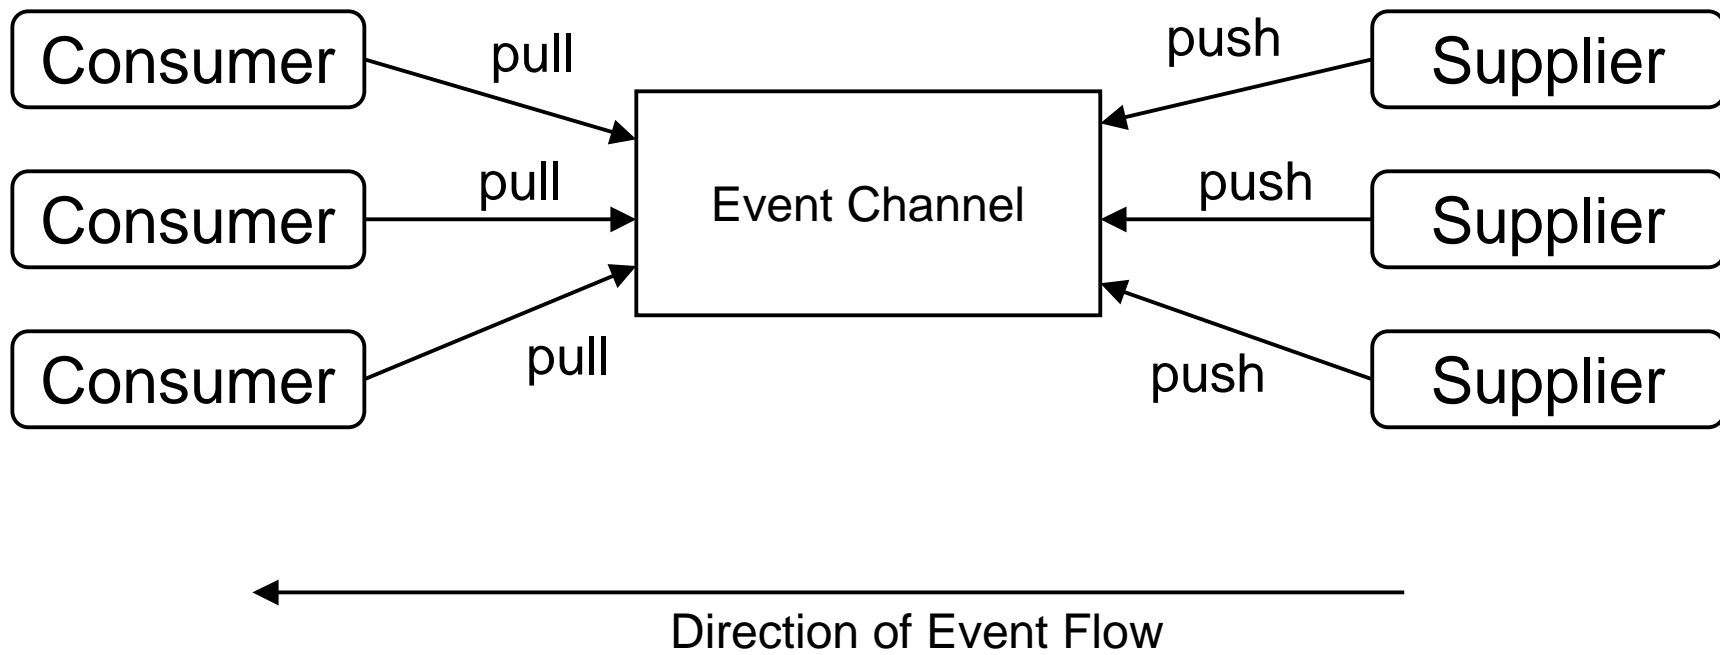 Consumer
pull
push
Supplier
Consumer
pull
Event Channel
push
Supplier
Consumer
pull
push
Supplier
Direction of Event Flow